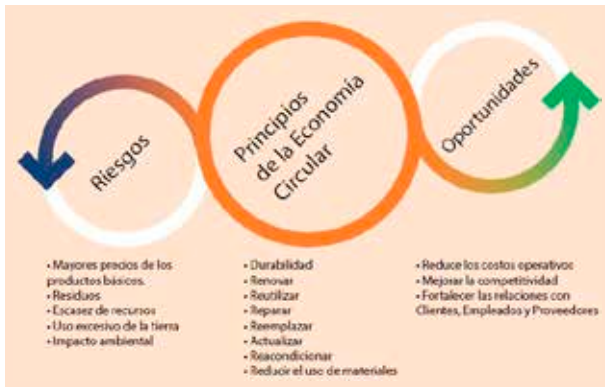 Riesgos
Principios
de la Economía
Circular
Oportunidades
• Mayores precios de los
productos básicos.
• Residuos
• Escasez de recursos
• Uso excesivo de la tierra
• Impacto ambiental
• Durabilidad
• Renovar
• Reutilizar
• Reparar
• Reemplazar
• Actualizar
• Reacondicionar
• Reducir el uso de materiales
• Reduce los costos operativos
• Mejorar la competitividad
• Fortalecer las relaciones con
Clientes, Empleados y Proveedores